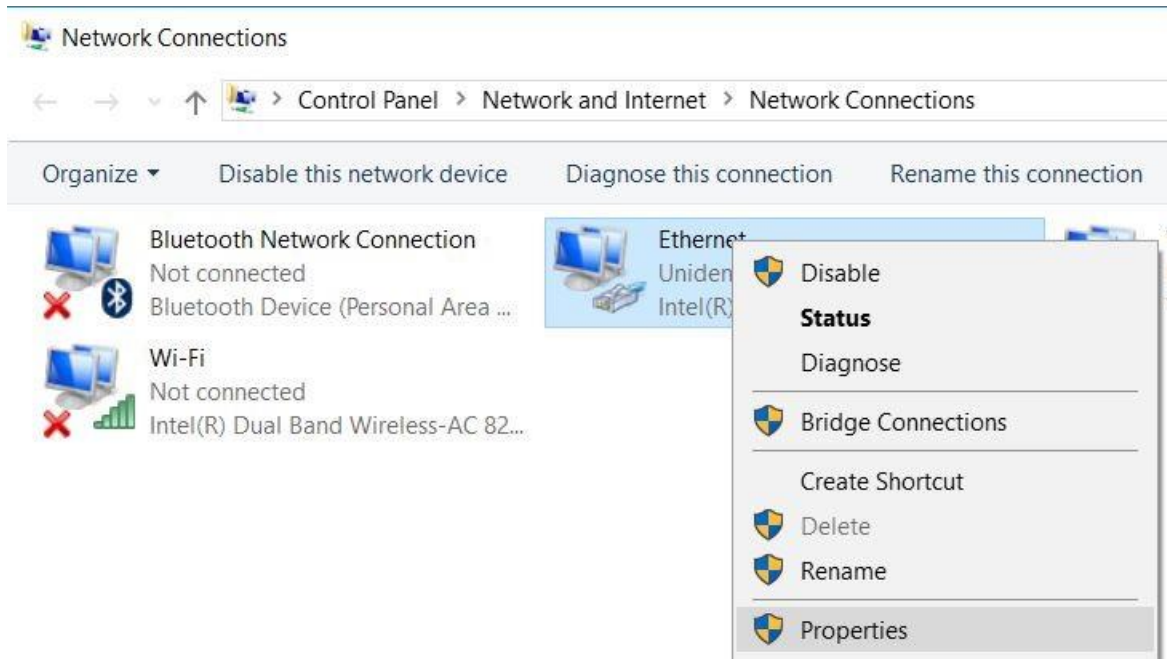 Network Connections
Control Panel > Network and Internet > Network Connections
Organize Disable this network device Diagnose this connection Rename this connection
Bluetooth Network Connection
Not connected
Bluetooth Device (Personal Area ...
Wi-Fi
Not connected
Intel(R) Dual Band Wireless-AC 82...
Ethernet
Uniden
Intel(R)
Disable
Status
Diagnose
Bridge Connections
Create Shortcut
Delete
Rename
Properties